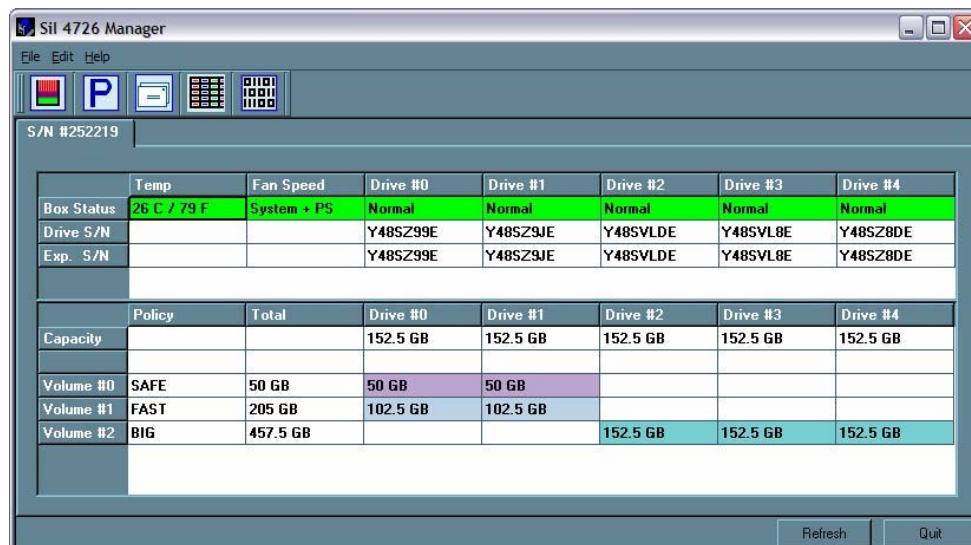 SiI 4726 Manager
File Edit Help
P
S/N #252219
Temp Fan Speed Drive #0 Drive #1 Drive #2 Drive #3 Drive #4
Box Status 26 C / 79 F System + PS Normal Normal Normal Normal Normal
Drive S/N Y48SZ99E Y48SZ9JE Y48SVLDE Y48SVL8E Y48SZ8DE
Exp. S/N Y48SZ99E Y48SZ9JE Y48SVLDE Y48SVL8E Y48SZ8DE
Policy Total Drive #0 Drive #1 Drive #2 Drive #3 Drive #4
Capacity 152.5 GB 152.5 GB 152.5 GB 152.5 GB 152.5 GB
Volume #0 SAFE 50 GB 50 GB 50 GB
Volume #1 FAST 205 GB 102.5 GB 102.5 GB
Volume #2 BIG 457.5 GB 152.5 GB 152.5 GB 152.5 GB
Refresh Quit